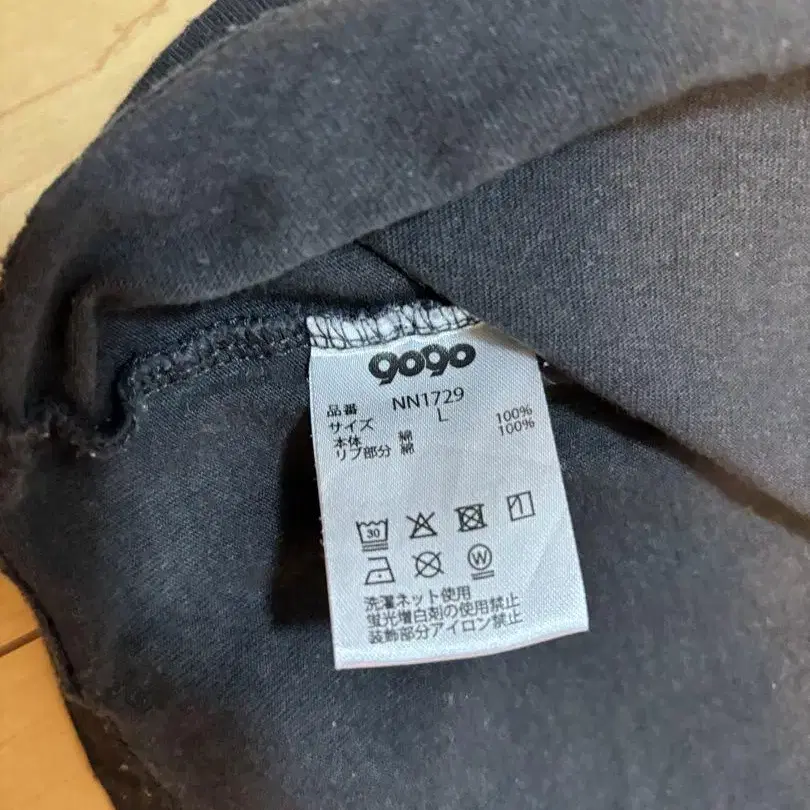 9090
品番 NN1729
サイズ L
本体 綿 100%
リブ部分 綿 100%
30
W
洗濯ネット使用
蛍光増白剤の使用禁止
装飾部分アイロン禁止